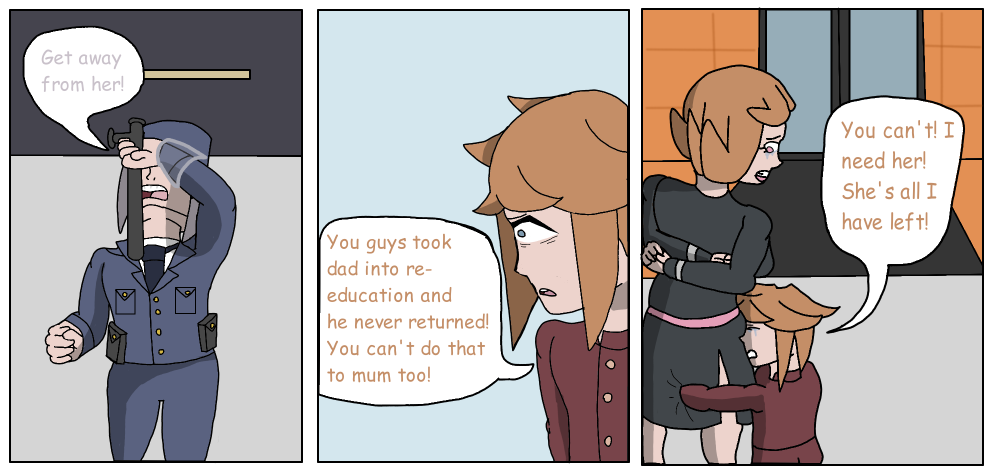 Get away
from her!
You guys took
dad into re-
education and
he never returned!
You can't do that
to mum too!
You can't! I
need her!
She's all I
have left!